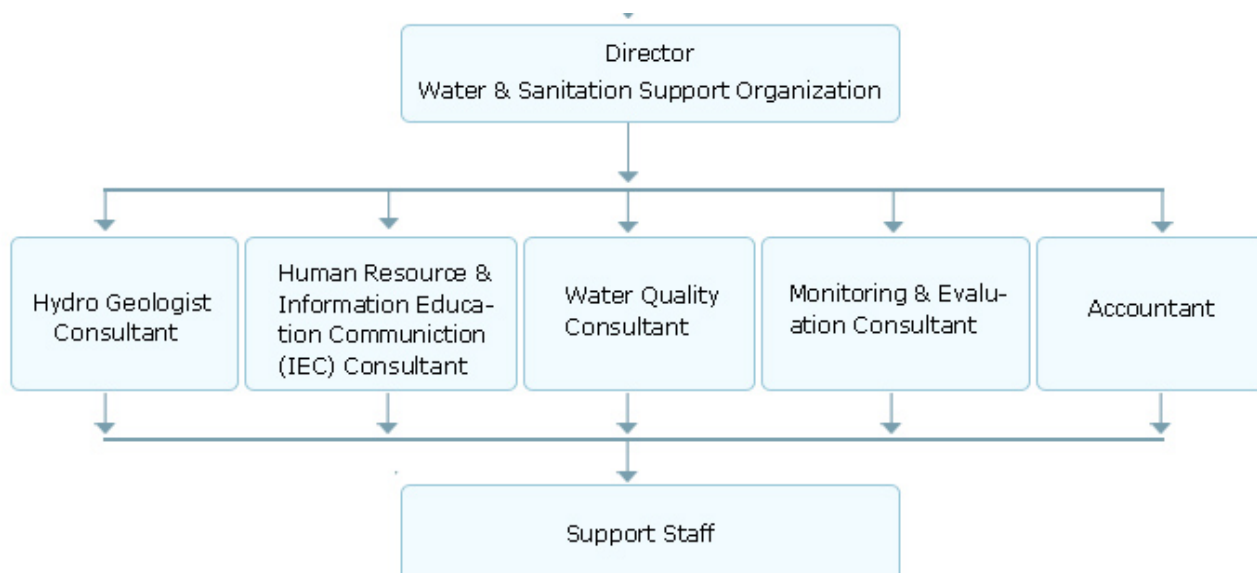 Director
Water & Sanitation Support Organization
Hydro Geologist
Consultant
Human Resource &
Information Educa-
tion Communiction
(IEC) Consultant
Water Quality
Consultant
Monitoring & Evalu-
ation Consultant
Accountant
Support Staff